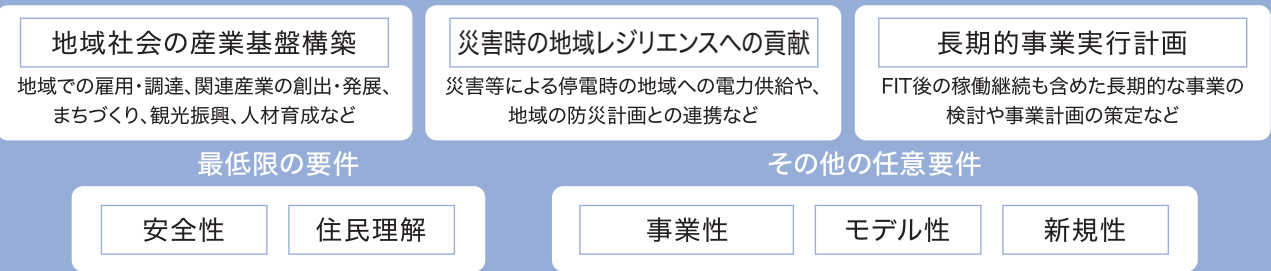 地域社会の産業基盤構築
地域での雇用・調達、関連産業の創出・発展、
まちづくり、観光振興、人材育成など
災害時の地域レジリエンスへの貢献
災害等による停電時の地域への電力供給や、
地域の防災計画との連携など
長期的事業実行計画
FIT後の稼働継続も含めた長期的な事業の
検討や事業計画の策定など
最低限の要件
安全性
住民理解
その他の任意要件
事業性
モデル性
新規性